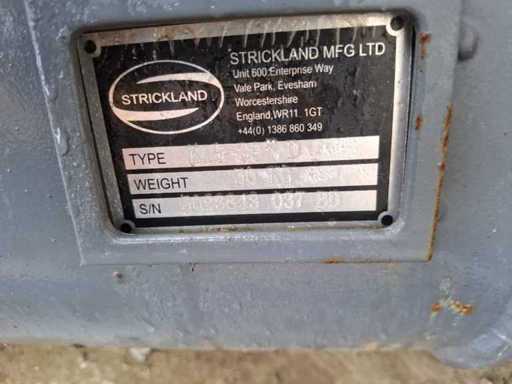 STRICKLAND MFG LTD
Unit 600 Enterprise Way
Vale Park, Evesham
Worcestershire
England,WR11 1GT
+44(0) 1386 860 349
STRICKLAND
TYPE
WEIGHT
S/N